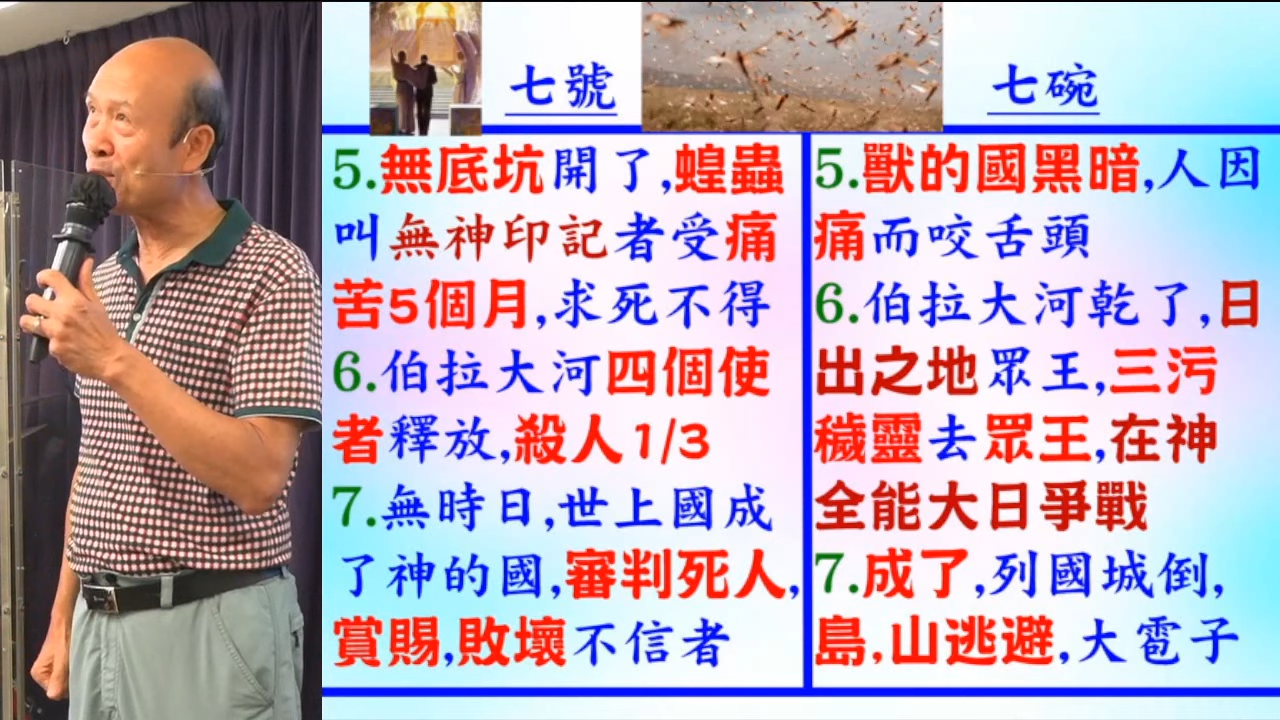 七號
5.無底坑開了,蝗蟲
叫無神印記者受痛
苦5個月,求死不得
6.伯拉大河四個使
者釋放,殺人1/3
7.無時日,世上國成
了神的國,審判死人,
賞賜,敗壞不信者
七碗
5.獸的國黑暗,人因
痛而咬舌頭
6.伯拉大河乾了,日
出之地眾王,三污
穢靈去眾王,在神
全能大日爭戰
7.成了,列國城倒,
島,山逃避,大雹子